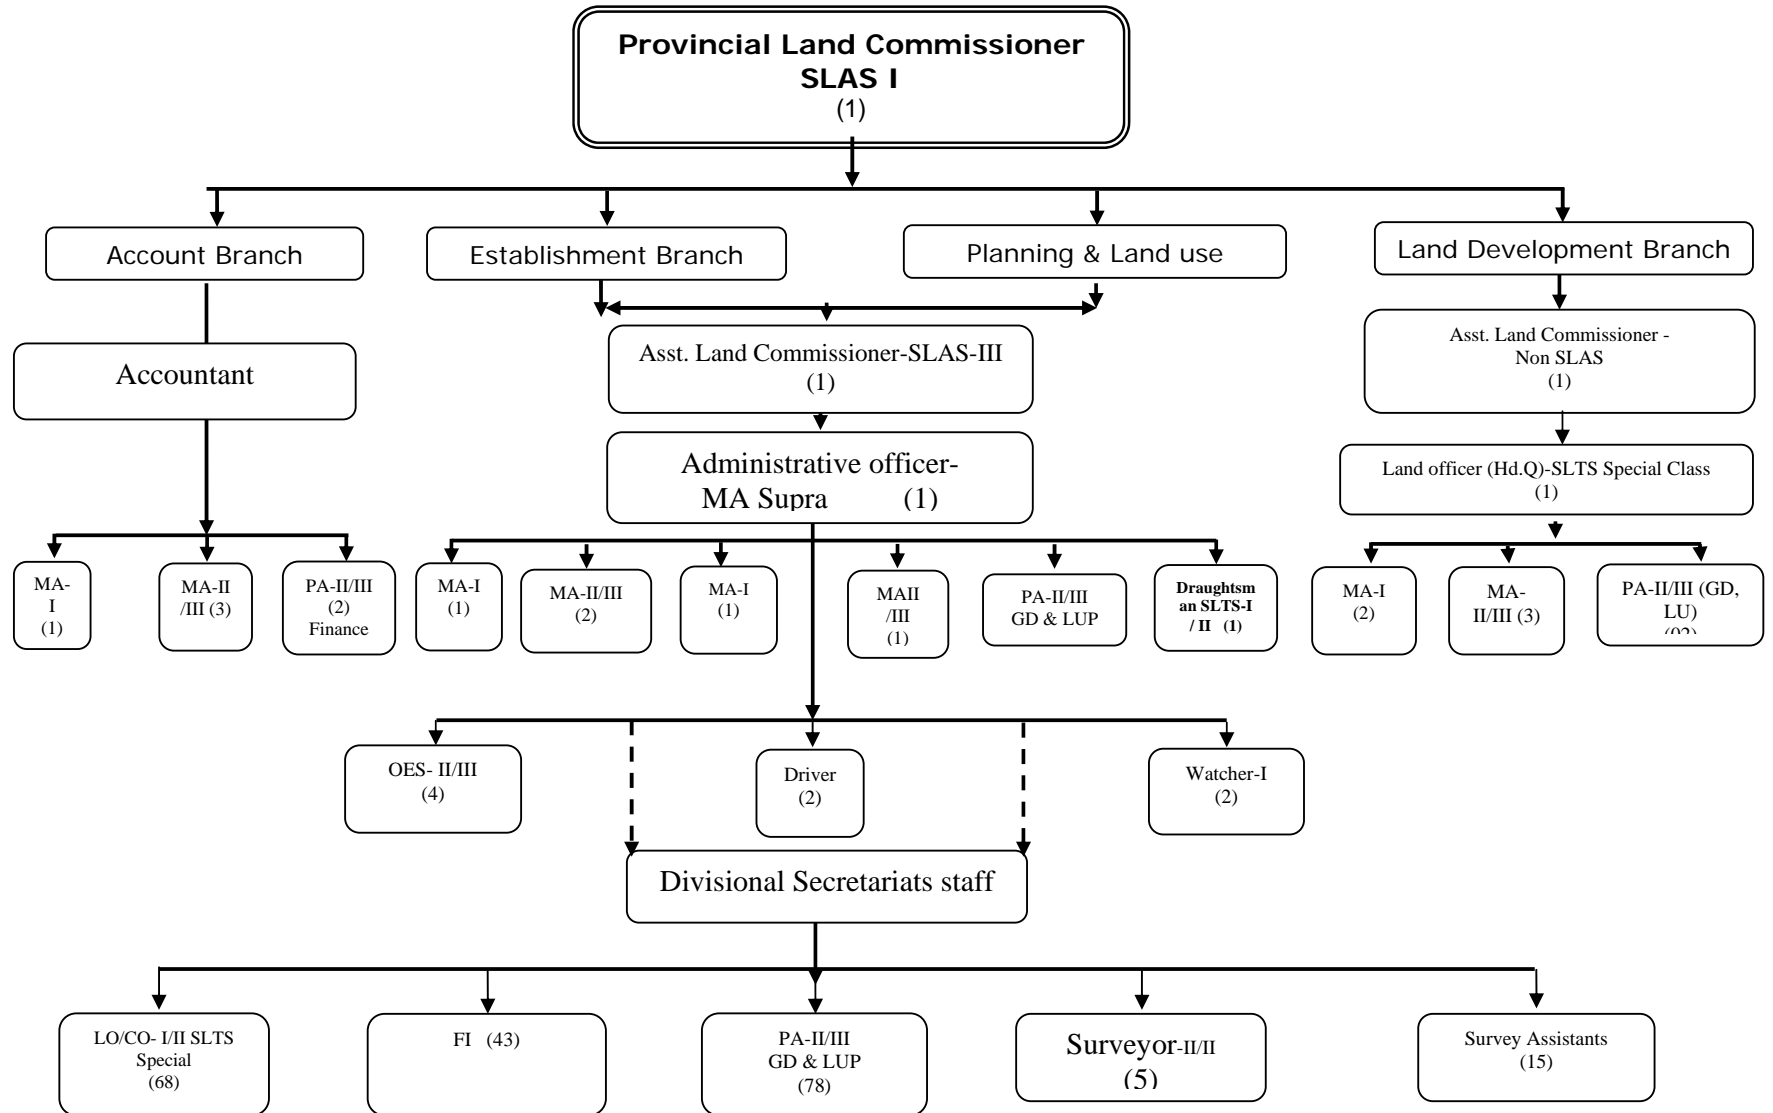 Provincial Land Commissioner
SLAS I
(1)
Account Branch
Establishment Branch
Planning & Land use
Land Development Branch
Accountant
Asst. Land Commissioner-SLAS-III
(1)
Asst. Land Commissioner -
Non SLAS
(1)
Administrative officer-
MA Supra (1)
Land officer (Hd.Q)-SLTS Special Class
(1)
MA-
I
(1)
MA-II
/III (3)
PA-II/III
(2)
Finance
MA-I
(1)
MA-II/III
(2)
MA-I
(1)
MAII
/III
(1)
PA-II/III
GD & LUP
Draughtsm
an SLTS-I
/ II (1)
MA-I
(2)
MA-
II/III (3)
PA-II/III (GD,
LU)
(02)
OES- II/III
(4)
Driver
(2)
Watcher-I
(2)
Divisional Secretariats staff
LO/CO- I/II SLTS
Special
(68)
FI (43)
PA-II/III
GD & LUP
(78)
Surveyor-II/II
(5)
Survey Assistants
(15)